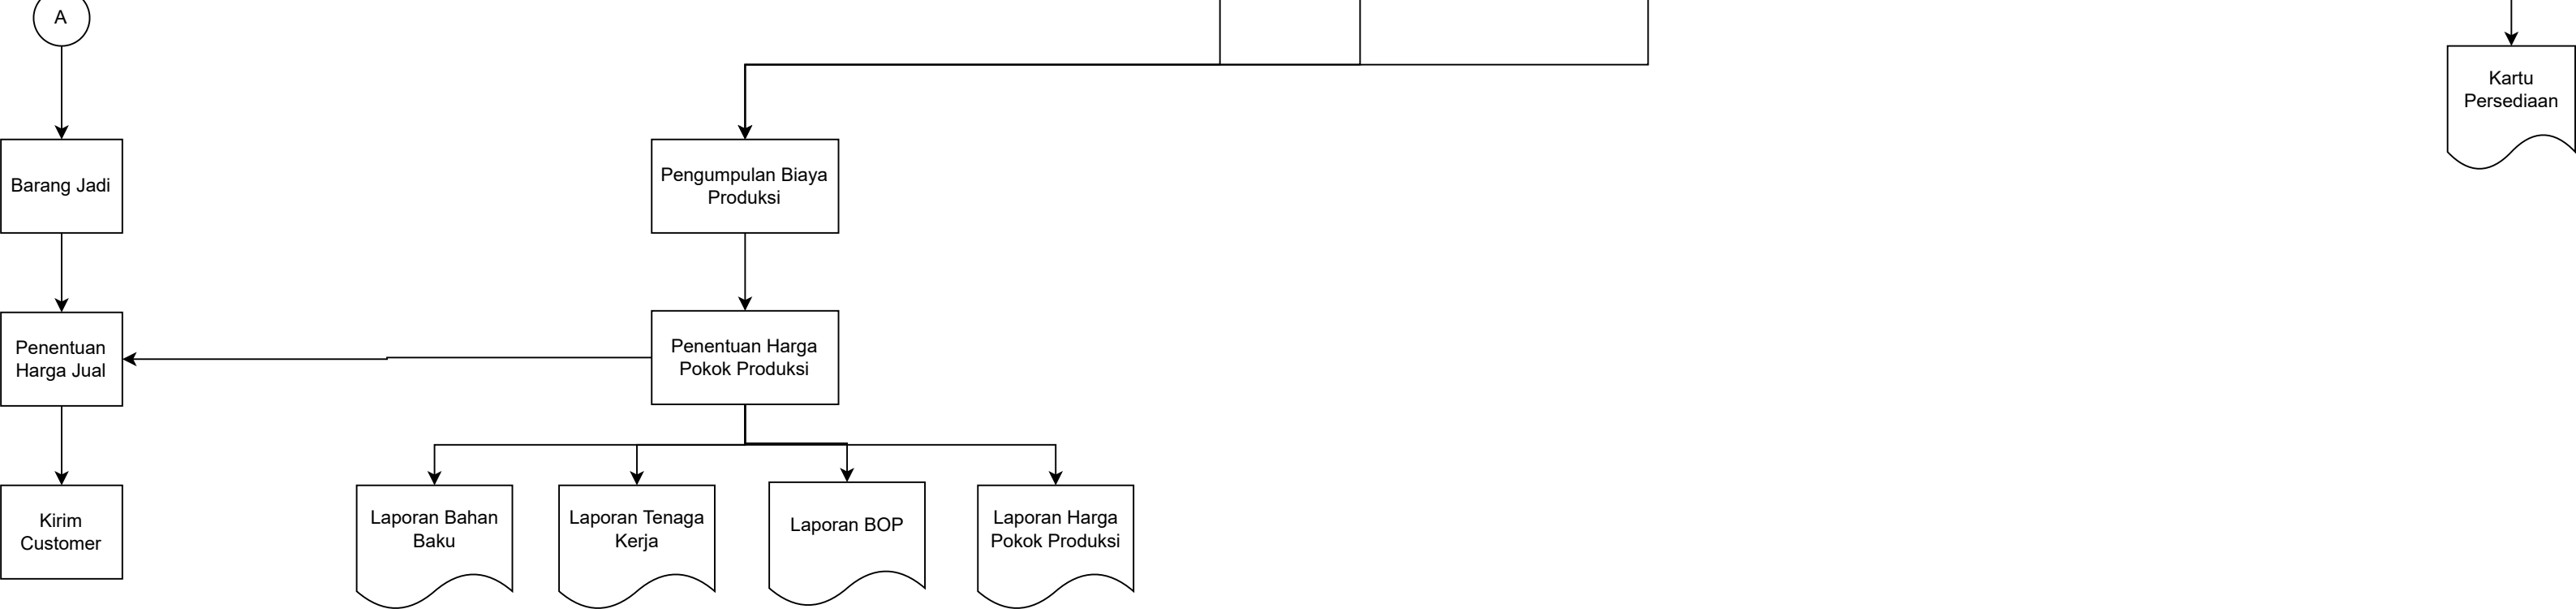 A
Kartu
Persediaan
Barang Jadi
Pengumpulan Biaya
Produksi
Penentuan
Harga Jual
Penentuan Harga
Pokok Produksi
Kirim
Customer
Laporan Bahan
Baku
Laporan Tenaga
Kerja
Laporan BOP
Laporan Harga
Pokok Produksi